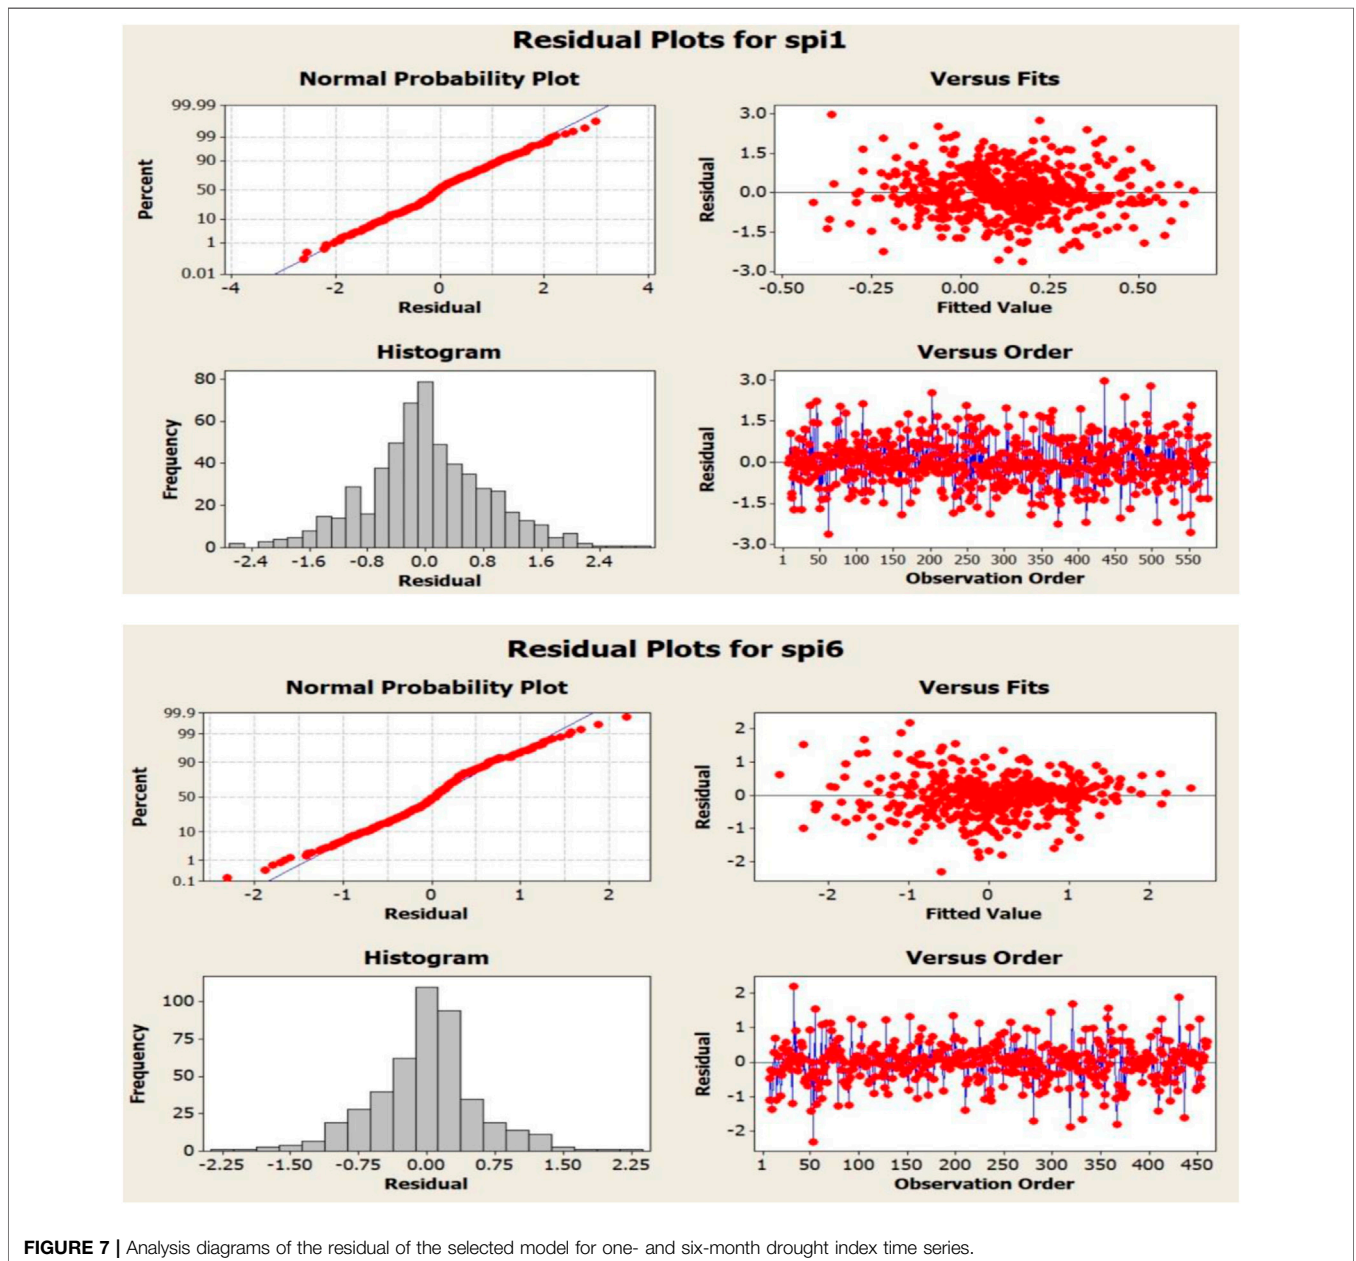 Residual Plots for spi1
Normal Probability Plot
99.99
99
90
50
10
1
0.01
Percent
-4 -2 0 2 4
Residual
Versus Fits
3.0
1.5
0.0
-1.5
-3.0
Residual
-0.50 -0.25 0.00 0.25 0.50
Fitted Value
Histogram
80
60
40
20
0
Frequency
-2.4 -1.6 -0.8 0.0 0.8 1.6 2.4
Residual
Versus Order
3.0
1.5
0.0
-1.5
-3.0
Residual
1 50 100 150 200 250 300 350 400 450 500 550
Observation Order
Residual Plots for spi6
Normal Probability Plot
99.9
99
90
50
10
1
0.1
Percent
-2 -1 0 1 2
Residual
Versus Fits
2
1
0
-1
-2
Residual
-2 -1 0 1 2
Fitted Value
Histogram
100
75
50
25
0
Frequency
-2.25 -1.50 -0.75 0.00 0.75 1.50 2.25
Residual
Versus Order
2
1
0
-1
-2
Residual
1 50 100 150 200 250 300 350 400 450
Observation Order
FIGURE 7 | Analysis diagrams of the residual of the selected model for one- and six-month drought index time series.